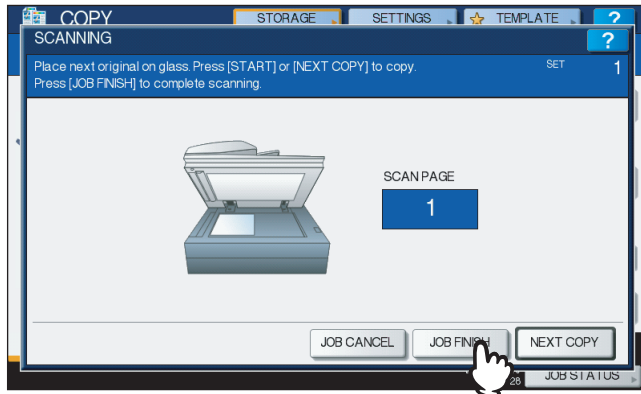 COPY
STORAGE
SETTINGS
TEMPLATE
?
SCANNING
?
Place next original on glass. Press [START] or [NEXT COPY] to copy.
Press [JOB FINISH] to complete scanning.
SET
1
SCAN PAGE
1
JOB CANCEL
JOB FINISH
NEXT COPY
28
JOB STATUS